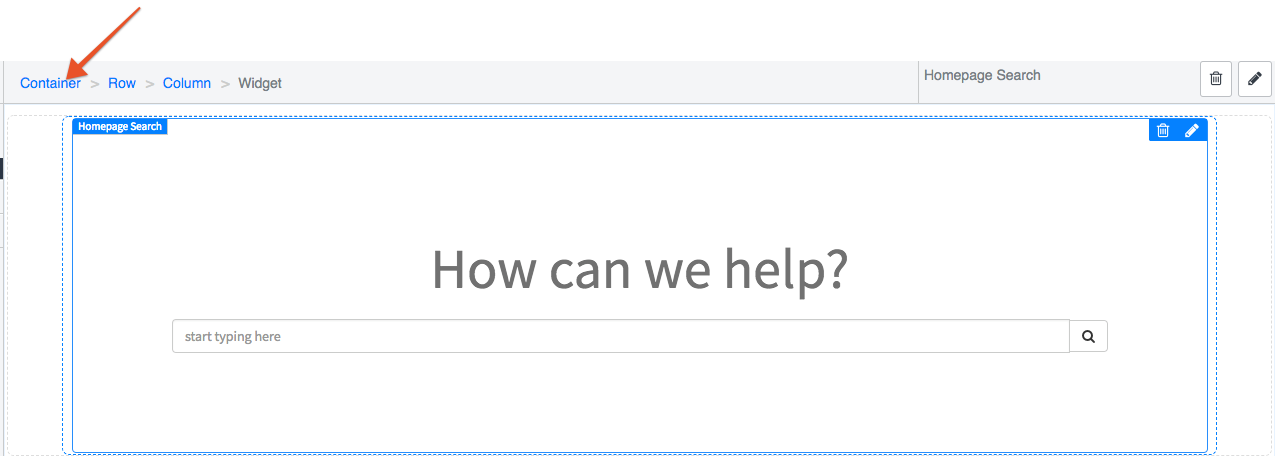 Container > Row > Column > Widget
Homepage Search
Homepage Search
How can we help?
start typing here